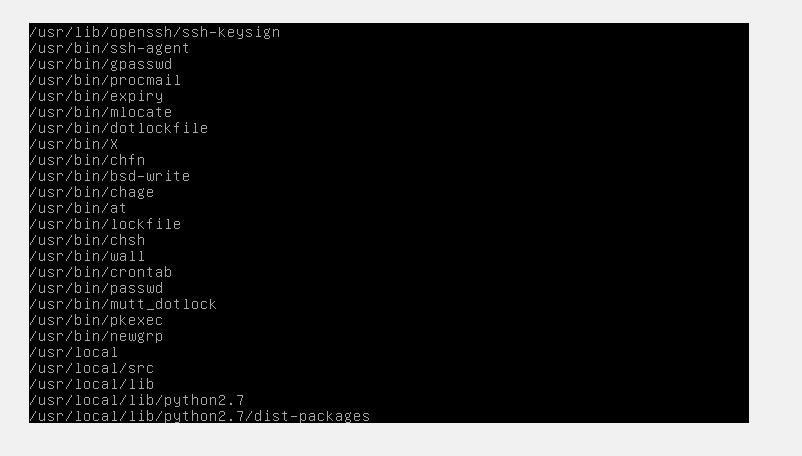 /usr/lib/openssh/ssh-keysign
/usr/bin/ssh-agent
/usr/bin/gpasswd
/usr/bin/procmail
/usr/bin/expiry
/usr/bin/mlocate
/usr/bin/dotlockfile
/usr/bin/X
/usr/bin/chfn
/usr/bin/bsd-write
/usr/bin/chage
/usr/bin/at
/usr/bin/lockfile
/usr/bin/chsh
/usr/bin/wall
/usr/bin/crontab
/usr/bin/passwd
/usr/bin/mutt_dotlock
/usr/bin/pkexec
/usr/bin/newgrp
/usr/local
/usr/local/src
/usr/local/lib
/usr/local/lib/python2.7
/usr/local/lib/python2.7/dist-packages